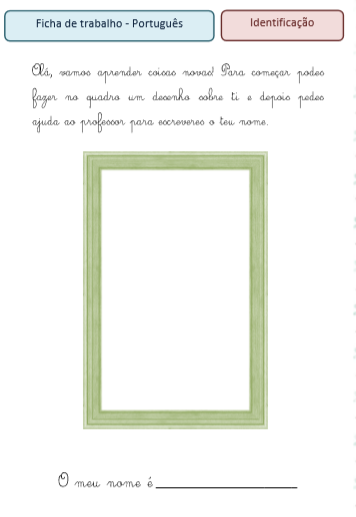 Ficha de trabalho - Português
Identificação
Olá, vamos aprender coisas novas! Para começar podes
fazer no quadro um desenho sobre ti e depois pedes
ajuda ao professor para escreveres o teu nome.
O meu nome é